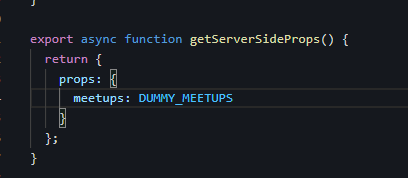 export async function getServerSideProps() {
return {
props: {
meetups: DUMMY_MEETUPS
}
};
}